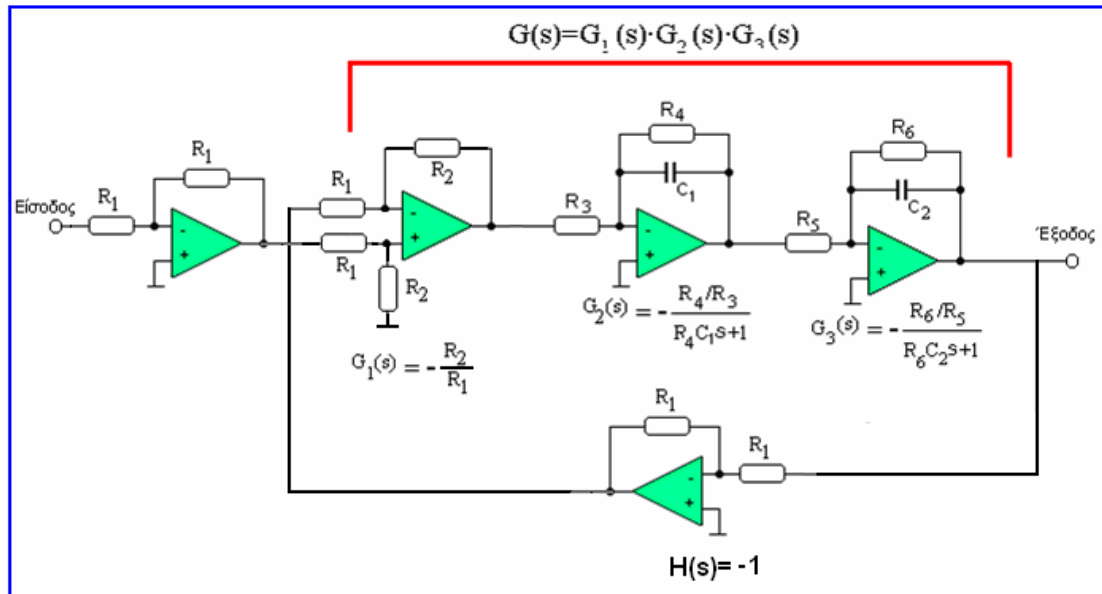 G(s)=G₁(s)·G₂(s)·G₃(s)
R₄
R₆
R₁
R₂
C₁
C₂
Είσοδος
R₁
R₁
R₃
R₅
Έξοδος
-
+
-
+
-
+
-
+
R₁
R₂
G₁(s) = -R₂/R₁
G₂(s) = -(R₄/R₃)/(R₄C₁s+1)
G₃(s) = -(R₆/R₅)/(R₆C₂s+1)
R₁
R₁
-
+
H(s)= -1